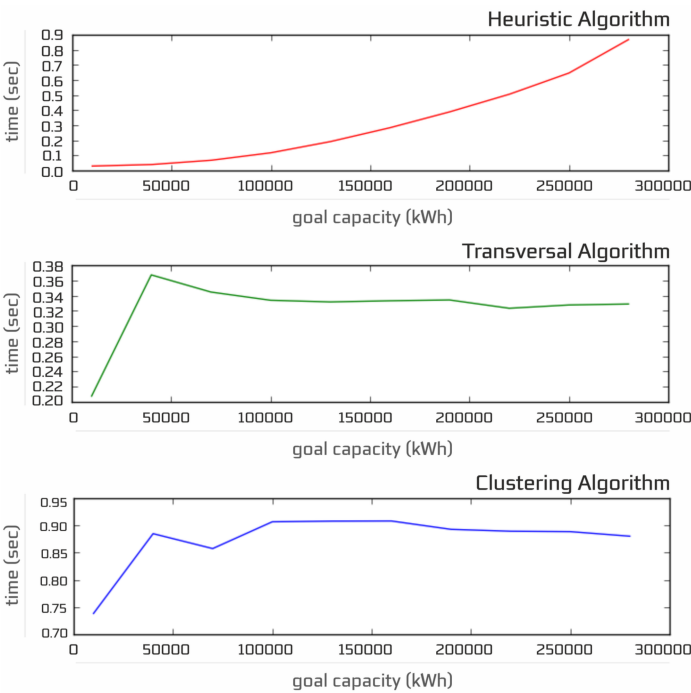 Heuristic Algorithm
0.9
0.8
0.7
0.6
0.5
0.4
0.3
0.2
0.1
0.0
time (sec)
0 50000 100000 150000 200000 250000 300000
goal capacity (kWh)
Transversal Algorithm
0.38
0.36
0.34
0.32
0.30
0.28
0.26
0.24
0.22
0.20
time (sec)
0 50000 100000 150000 200000 250000 300000
goal capacity (kWh)
Clustering Algorithm
0.95
0.90
0.85
0.80
0.75
0.70
time (sec)
0 50000 100000 150000 200000 250000 300000
goal capacity (kWh)